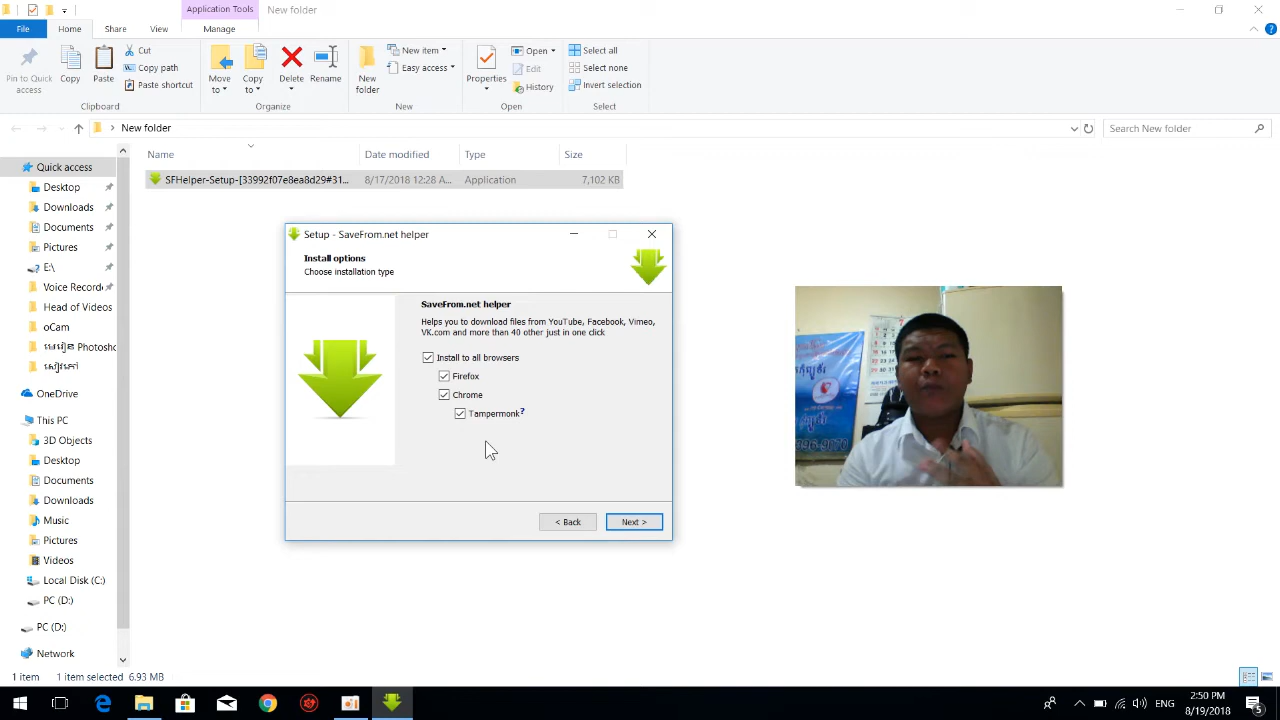 Application Tools
New folder
File
Home
Share
View
Manage
Pin to Quick access
Copy
Paste
Cut
Copy path
Paste shortcut
Clipboard
Move to
Copy to
Delete
Rename
Organize
New folder
New item
Easy access
New
Properties
Open
Edit
History
Open
Select all
Select none
Invert selection
Select
New folder
Search New folder
Name
Date modified
Type
Size
SFHelper-Setup-[33992f07e8ea8d29#31...
8/17/2018 12:28 A...
Application
7,102 KB
Quick access
Desktop
Downloads
Documents
Pictures
E:\
Voice Record
Head of Videos
oCam
Photosh
OneDrive
This PC
3D Objects
Desktop
Documents
Downloads
Music
Pictures
Videos
Local Disk (C:)
PC (D:)
PC (D:)
Network
Setup - SaveFrom.net helper
Install options
Choose installation type
SaveFrom.net helper
Helps you to download files from YouTube, Facebook, Vimeo,
VK.com and more than 40 other just in one click
Install to all browsers
Firefox
Chrome
Tampermonk?
< Back
Next >
1 item
1 item selected
6.93 MB
ENG
2:50 PM
8/19/2018
5